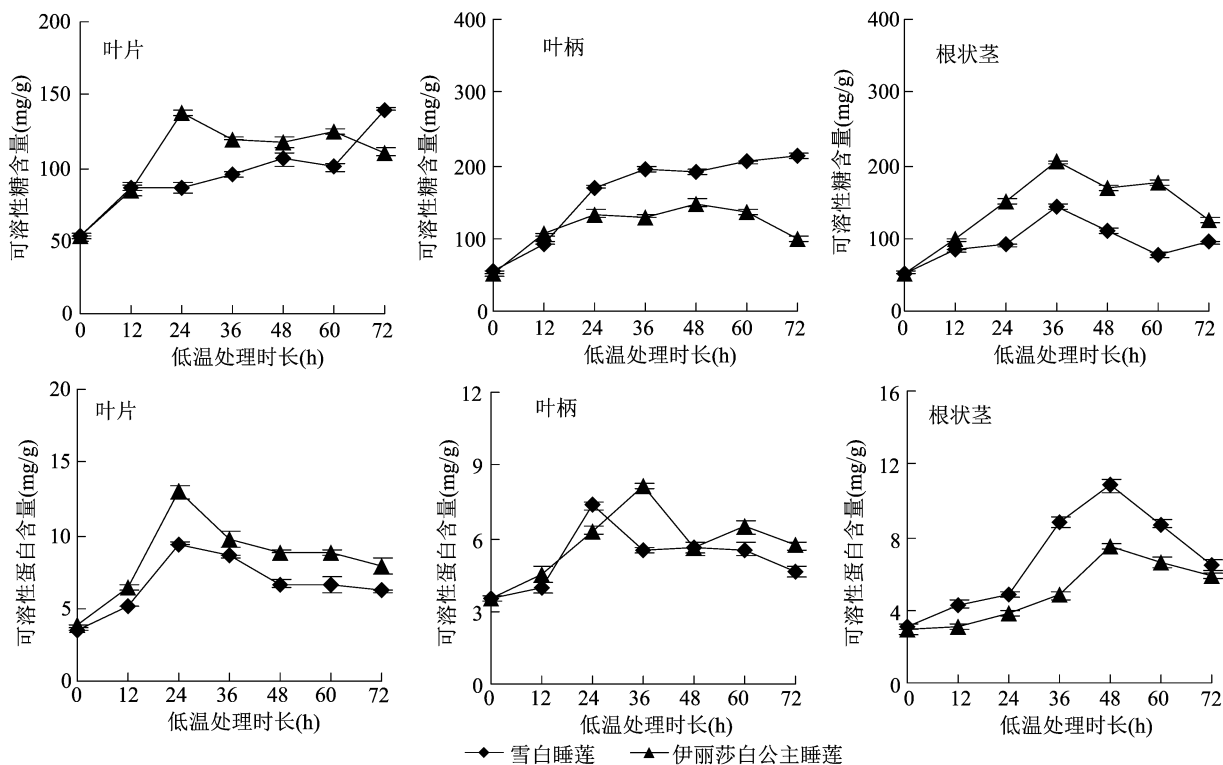 叶片
可溶性糖含量(mg/g)
200
150
100
50
0
0 12 24 36 48 60 72
低温处理时长(h)
叶柄
可溶性糖含量(mg/g)
400
300
200
100
0
0 12 24 36 48 60 72
低温处理时长(h)
根状茎
可溶性糖含量(mg/g)
400
300
200
100
0
0 12 24 36 48 60 72
低温处理时长(h)
叶片
可溶性蛋白含量(mg/g)
20
15
10
5
0
0 12 24 36 48 60 72
低温处理时长(h)
叶柄
可溶性蛋白含量(mg/g)
12
9
6
3
0
0 12 24 36 48 60 72
低温处理时长(h)
根状茎
可溶性蛋白含量(mg/g)
16
12
8
4
0
0 12 24 36 48 60 72
低温处理时长(h)
雪白睡莲 伊丽莎白公主睡莲